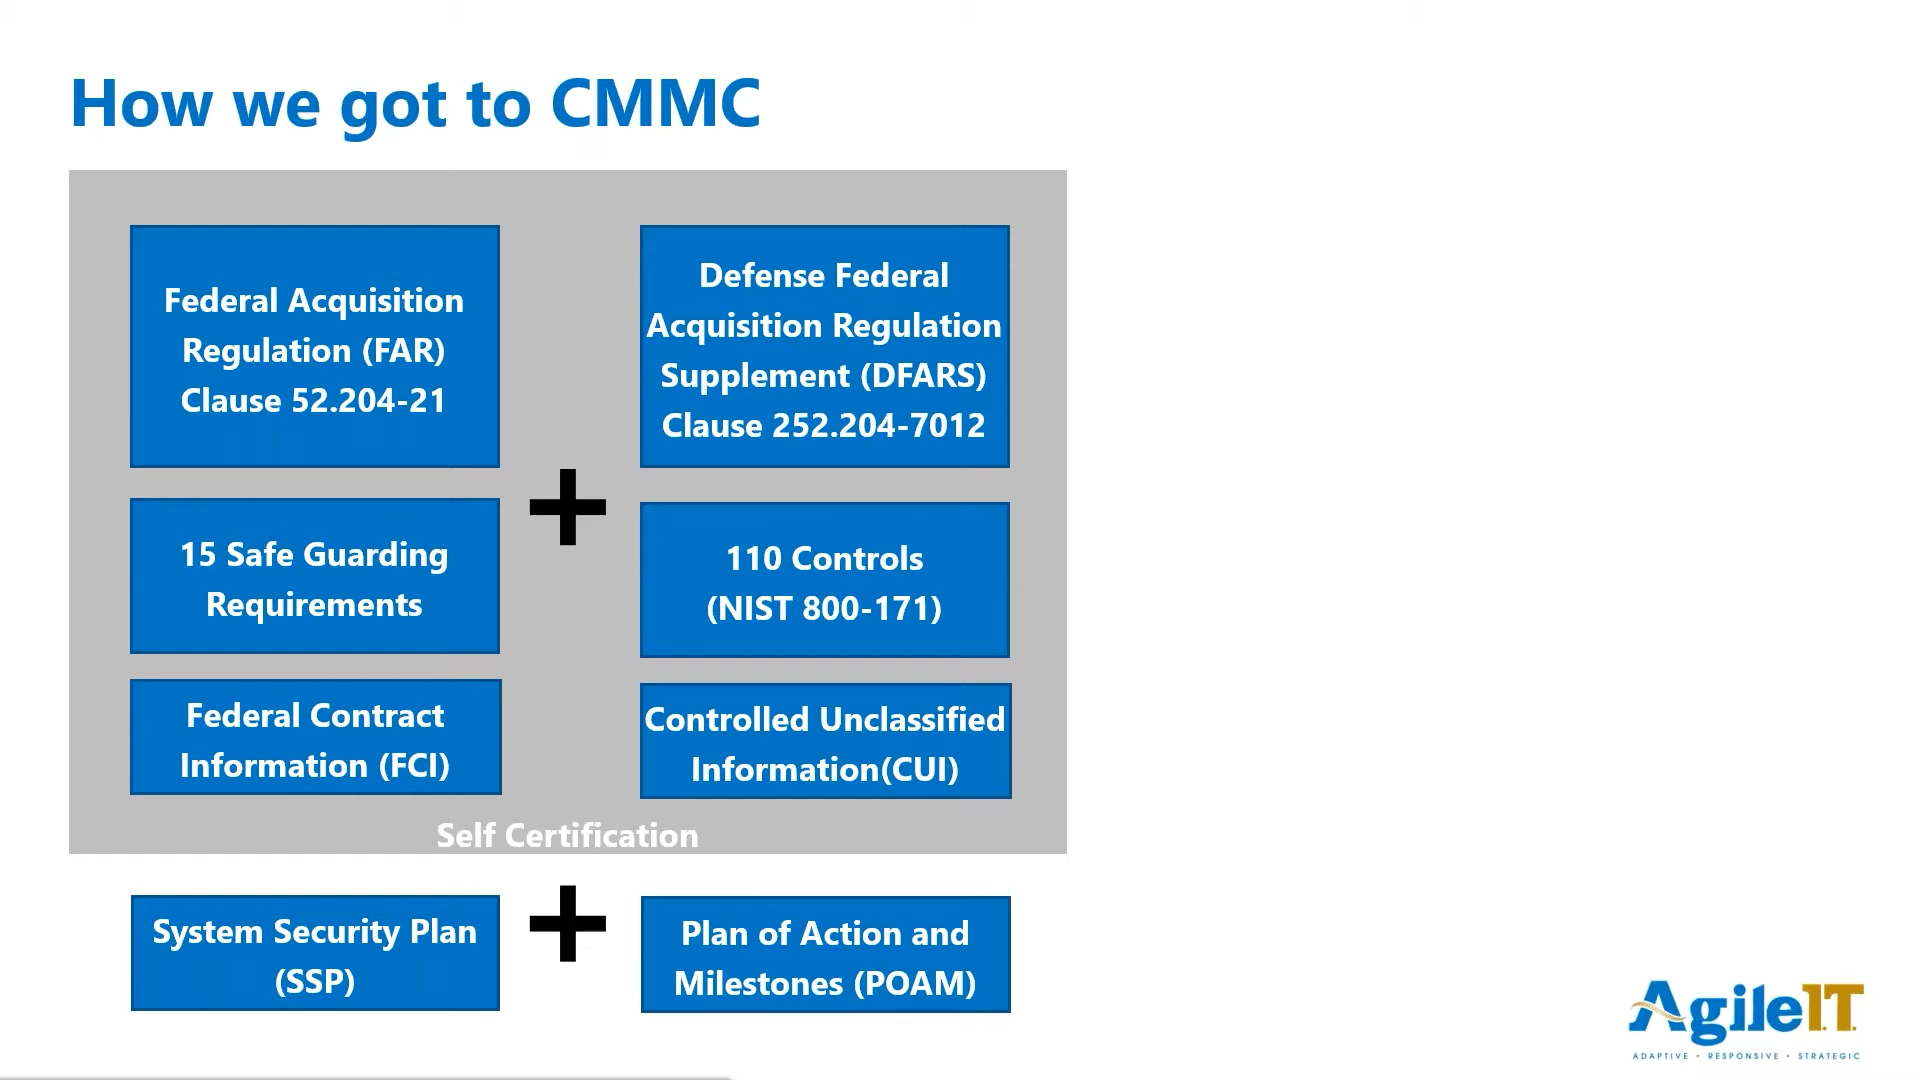 How we got to CMMC
Federal Acquisition
Regulation (FAR)
Clause 52.204-21
Defense Federal
Acquisition Regulation
Supplement (DFARS)
Clause 252.204-7012
+
15 Safe Guarding
Requirements
110 Controls
(NIST 800-171)
Federal Contract
Information (FCI)
Controlled Unclassified
Information(CUI)
Self Certification
System Security Plan
(SSP)
+
Plan of Action and
Milestones (POAM)
AgileI.T.
ADAPTIVE • RESPONSIVE • STRATEGIC